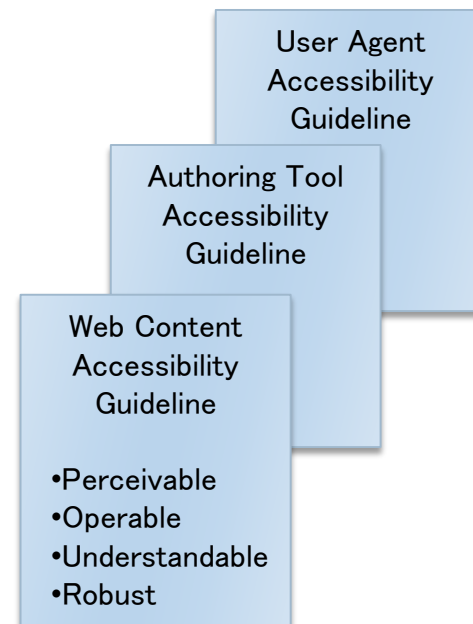 User Agent
Accessibility
Guideline
Authoring Tool
Accessibility
Guideline
Web Content
Accessibility
Guideline
•Perceivable
•Operable
•Understandable
•Robust